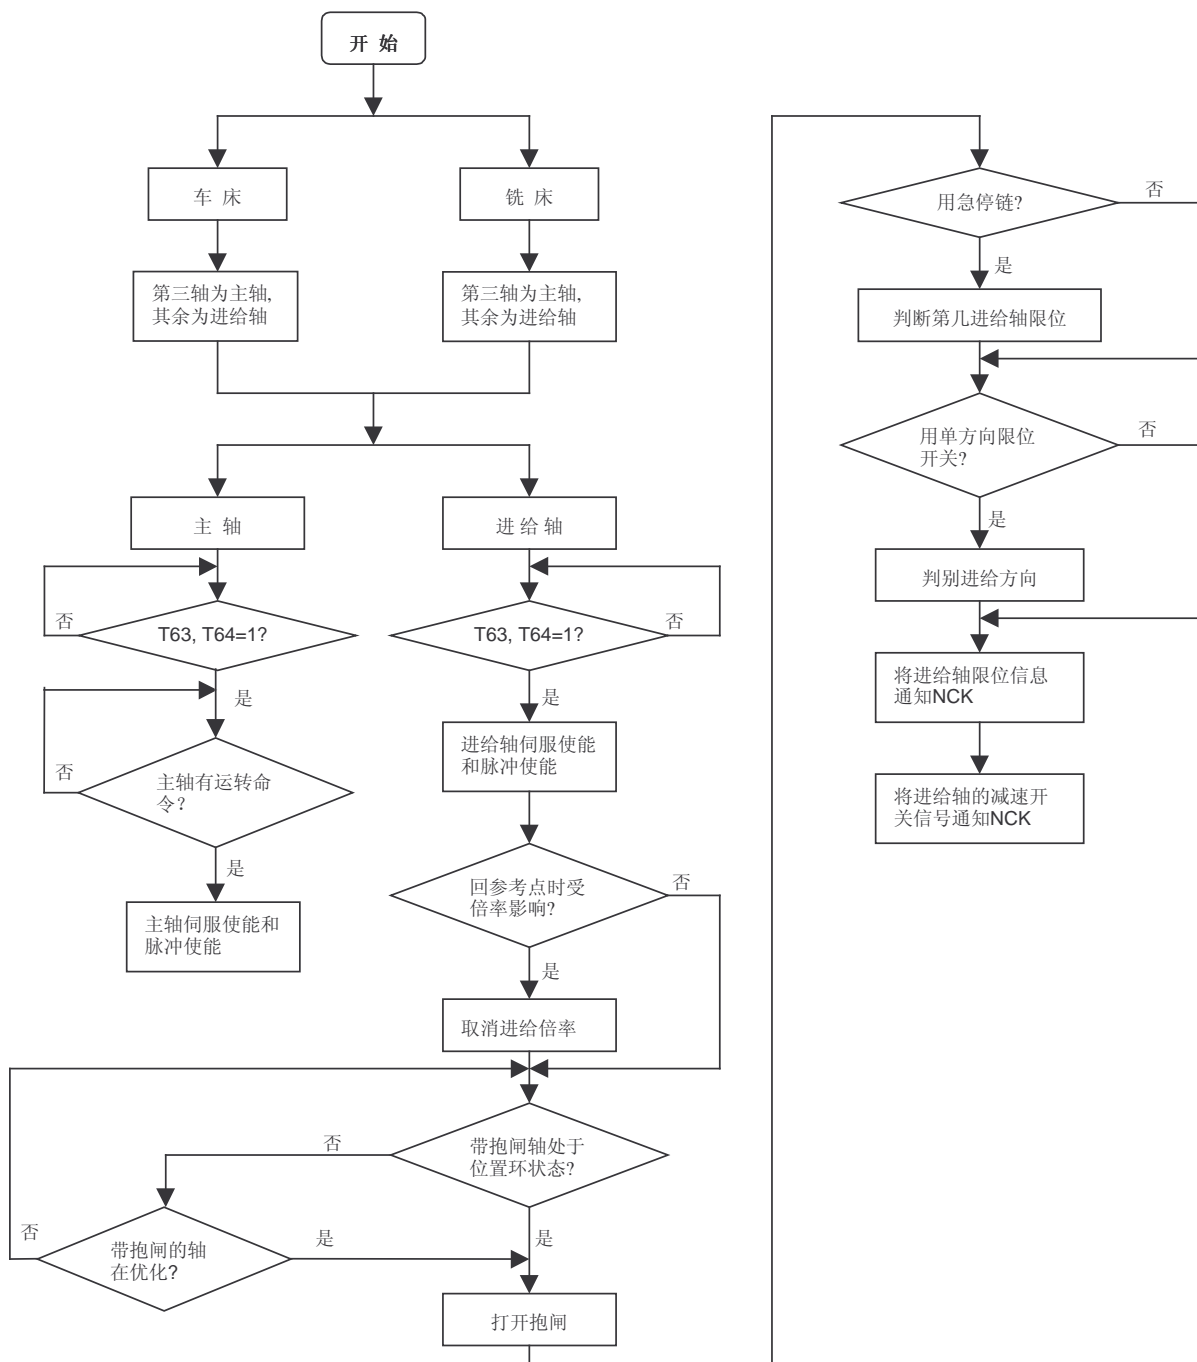 开 始
车 床
铣 床
第三轴为主轴,
其余为进给轴
第三轴为主轴,
其余为进给轴
主 轴
进 给 轴
否
T63, T64=1?
T63, T64=1?
否
是
是
进给轴伺服使能
和脉冲使能
否
主轴有运转命
令?
是
回参考点时受
倍率影响?
否
主轴伺服使能和
脉冲使能
是
取消进给倍率
否
带抱闸轴处于
位置环状态?
否
带抱闸的轴
在优化?
是
是
打开抱闸
用急停链?
否
是
判断第几进给轴限位
用单方向限位
开关?
否
是
判别进给方向
将进给轴限位信息
通知NCK
将进给轴的减速开
关信号通知NCK